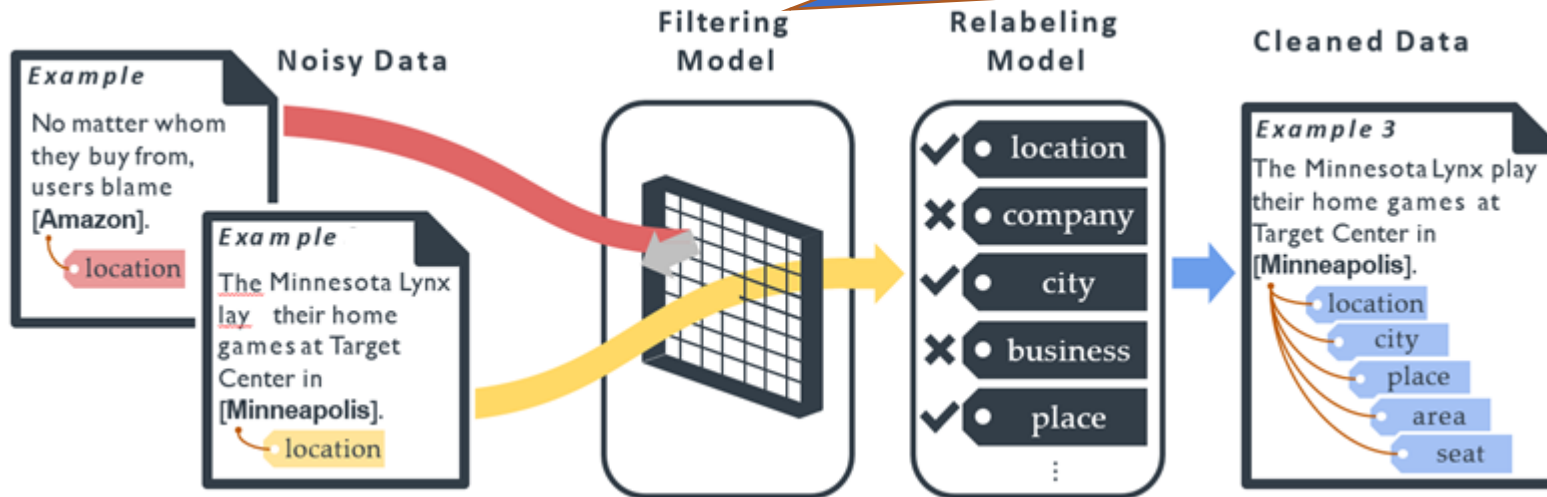 Noisy Data
Filtering
Model
Relabeling
Model
Cleaned Data
Example
No matter whom
they buy from,
users blame
[Amazon].
location
Example
The Minnesota Lynx
lay their home
games at Target
Center in
[Minneapolis].
location
location
company
city
business
place
⋮
Example 3
The Minnesota Lynx play
their home games at
Target Center in
[Minneapolis].
location
city
place
area
seat